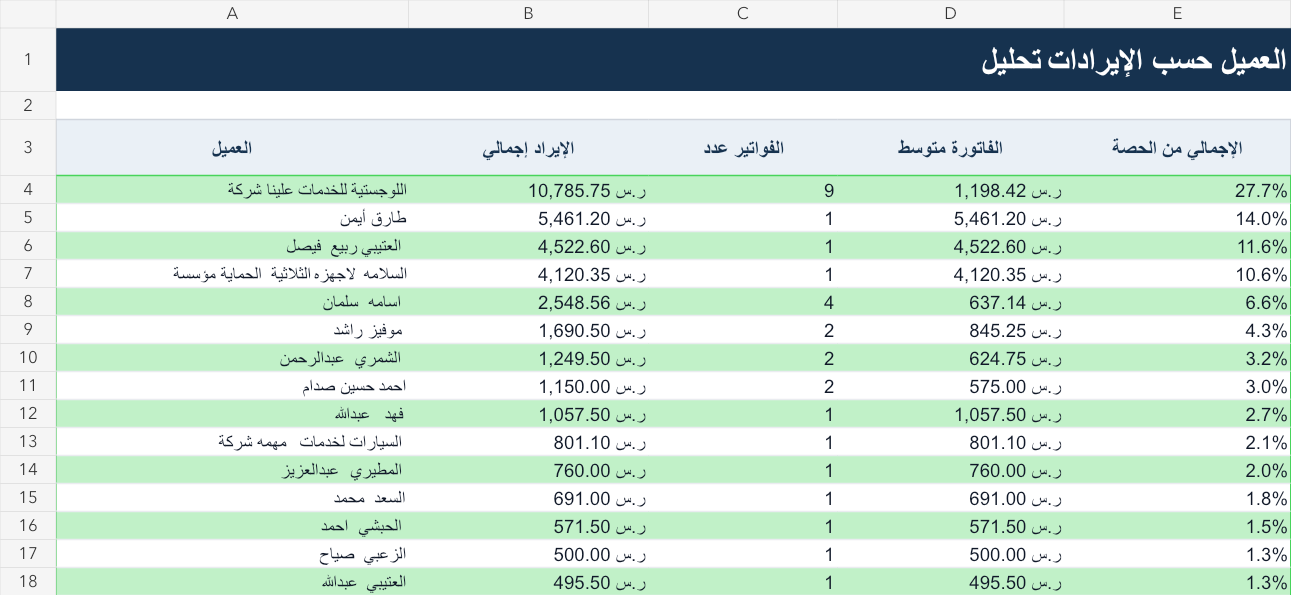 A B C D E
1 العميل حسب الإيرادات تحليل
2
3 العميل الإيراد إجمالي الفواتير عدد الفاتورة متوسط الإجمالي من الحصة
4 اللوجستية للخدمات علينا شركة 10,785.75 ر.س 9 1,198.42 ر.س 27.7%
5 طارق أيمن 5,461.20 ر.س 1 5,461.20 ر.س 14.0%
6 العتيبي ربيع فيصل 4,522.60 ر.س 1 4,522.60 ر.س 11.6%
7 السلامه لاجهزه الثلاثية الحماية مؤسسة 4,120.35 ر.س 1 4,120.35 ر.س 10.6%
8 اسامه سلمان 2,548.56 ر.س 4 637.14 ر.س 6.6%
9 موفيز راشد 1,690.50 ر.س 2 845.25 ر.س 4.3%
10 الشمري عبدالرحمن 1,249.50 ر.س 2 624.75 ر.س 3.2%
11 احمد حسين صدام 1,150.00 ر.س 2 575.00 ر.س 3.0%
12 فهد عبدالله 1,057.50 ر.س 1 1,057.50 ر.س 2.7%
13 السيارات لخدمات مهمه شركة 801.10 ر.س 1 801.10 ر.س 2.1%
14 المطيري عبدالعزيز 760.00 ر.س 1 760.00 ر.س 2.0%
15 السعد محمد 691.00 ر.س 1 691.00 ر.س 1.8%
16 الحبشي احمد 571.50 ر.س 1 571.50 ر.س 1.5%
17 الزعبي صياح 500.00 ر.س 1 500.00 ر.س 1.3%
18 العتيبي عبدالله 495.50 ر.س 1 495.50 ر.س 1.3%